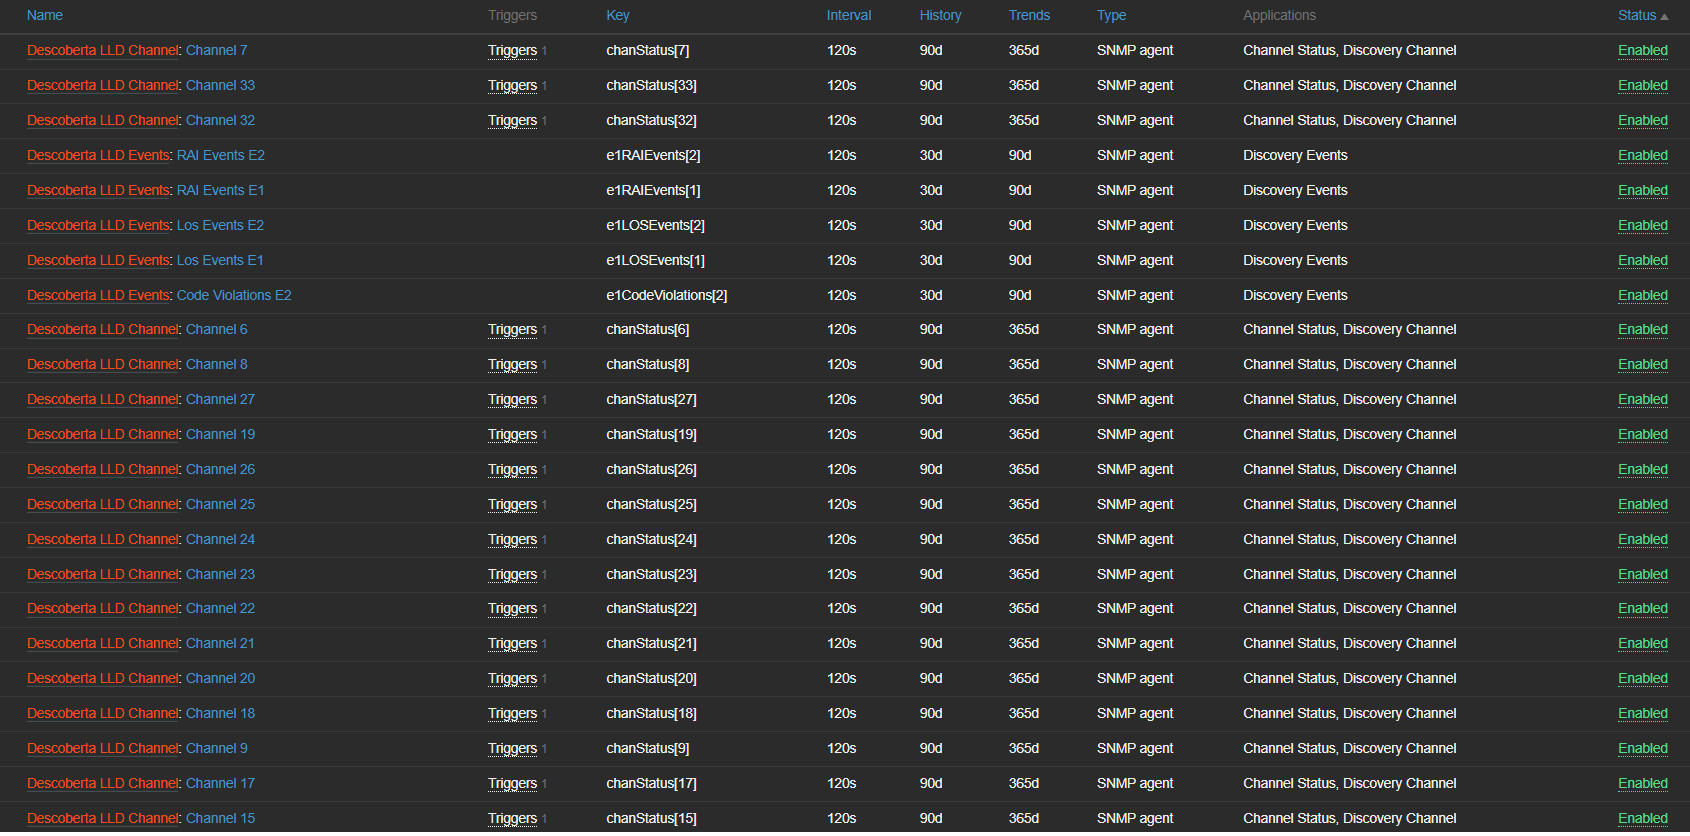 Name Triggers Key Interval History Trends Type Applications Status
Descoberta LLD Channel: Channel 7 Triggers 1 chanStatus[7] 120s 90d 365d SNMP agent Channel Status, Discovery Channel Enabled
Descoberta LLD Channel: Channel 33 Triggers 1 chanStatus[33] 120s 90d 365d SNMP agent Channel Status, Discovery Channel Enabled
Descoberta LLD Channel: Channel 32 Triggers 1 chanStatus[32] 120s 90d 365d SNMP agent Channel Status, Discovery Channel Enabled
Descoberta LLD Events: RAI Events E2 e1RAIEvents[2] 120s 30d 90d SNMP agent Discovery Events Enabled
Descoberta LLD Events: RAI Events E1 e1RAIEvents[1] 120s 30d 90d SNMP agent Discovery Events Enabled
Descoberta LLD Events: Los Events E2 e1LOSEvents[2] 120s 30d 90d SNMP agent Discovery Events Enabled
Descoberta LLD Events: Los Events E1 e1LOSEvents[1] 120s 30d 90d SNMP agent Discovery Events Enabled
Descoberta LLD Events: Code Violations E2 e1CodeViolations[2] 120s 30d 90d SNMP agent Discovery Events Enabled
Descoberta LLD Channel: Channel 6 Triggers 1 chanStatus[6] 120s 90d 365d SNMP agent Channel Status, Discovery Channel Enabled
Descoberta LLD Channel: Channel 8 Triggers 1 chanStatus[8] 120s 90d 365d SNMP agent Channel Status, Discovery Channel Enabled
Descoberta LLD Channel: Channel 27 Triggers 1 chanStatus[27] 120s 90d 365d SNMP agent Channel Status, Discovery Channel Enabled
Descoberta LLD Channel: Channel 19 Triggers 1 chanStatus[19] 120s 90d 365d SNMP agent Channel Status, Discovery Channel Enabled
Descoberta LLD Channel: Channel 26 Triggers 1 chanStatus[26] 120s 90d 365d SNMP agent Channel Status, Discovery Channel Enabled
Descoberta LLD Channel: Channel 25 Triggers 1 chanStatus[25] 120s 90d 365d SNMP agent Channel Status, Discovery Channel Enabled
Descoberta LLD Channel: Channel 24 Triggers 1 chanStatus[24] 120s 90d 365d SNMP agent Channel Status, Discovery Channel Enabled
Descoberta LLD Channel: Channel 23 Triggers 1 chanStatus[23] 120s 90d 365d SNMP agent Channel Status, Discovery Channel Enabled
Descoberta LLD Channel: Channel 22 Triggers 1 chanStatus[22] 120s 90d 365d SNMP agent Channel Status, Discovery Channel Enabled
Descoberta LLD Channel: Channel 21 Triggers 1 chanStatus[21] 120s 90d 365d SNMP agent Channel Status, Discovery Channel Enabled
Descoberta LLD Channel: Channel 20 Triggers 1 chanStatus[20] 120s 90d 365d SNMP agent Channel Status, Discovery Channel Enabled
Descoberta LLD Channel: Channel 18 Triggers 1 chanStatus[18] 120s 90d 365d SNMP agent Channel Status, Discovery Channel Enabled
Descoberta LLD Channel: Channel 9 Triggers 1 chanStatus[9] 120s 90d 365d SNMP agent Channel Status, Discovery Channel Enabled
Descoberta LLD Channel: Channel 17 Triggers 1 chanStatus[17] 120s 90d 365d SNMP agent Channel Status, Discovery Channel Enabled
Descoberta LLD Channel: Channel 15 Triggers 1 chanStatus[15] 120s 90d 365d SNMP agent Channel Status, Discovery Channel Enabled